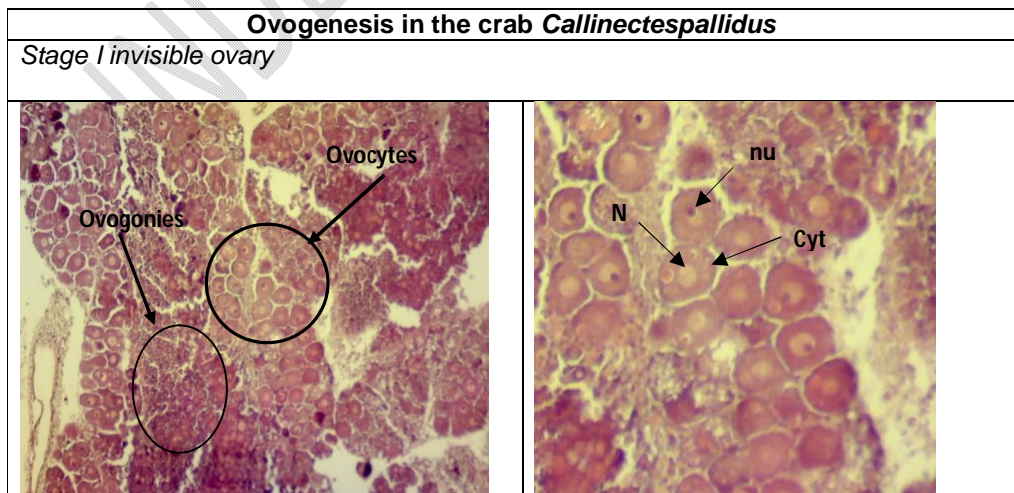 Ovogenesis in the crab Callinectespallidus
Stage I invisible ovary
Ovocytes
Ovogonies
nu
N
Cyt